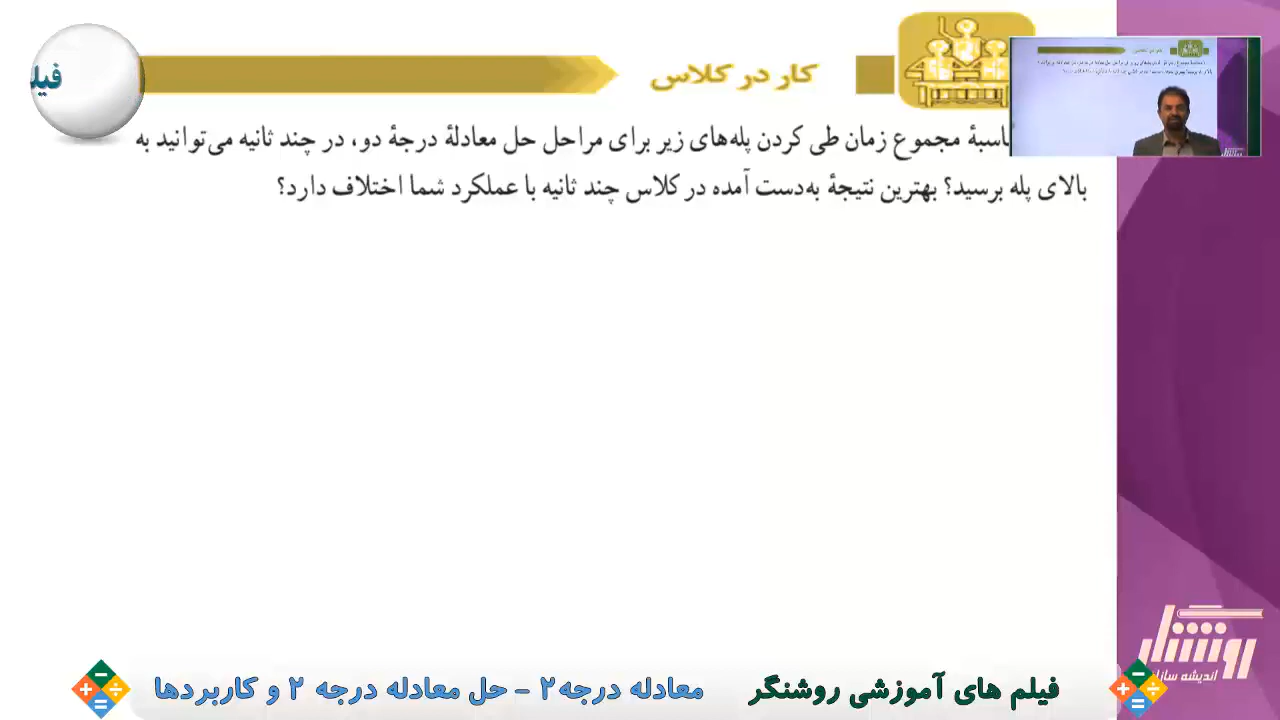 کار در کلاس
مجموع زمان طی کردن پله‌های زیر برای مراحل حل معادلهٔ درجهٔ دو، در چند ثانیه می‌توانید به
بالای پله برسید؟ بهترین نتیجهٔ به‌دست آمده در کلاس چند ثانیه با عملکرد شما اختلاف دارد؟
روشنگر
اندیشه سازان
فیلم های آموزشی روشنگر
معادله درجه۲ - حل معادله درجه ۲ و کاربردها